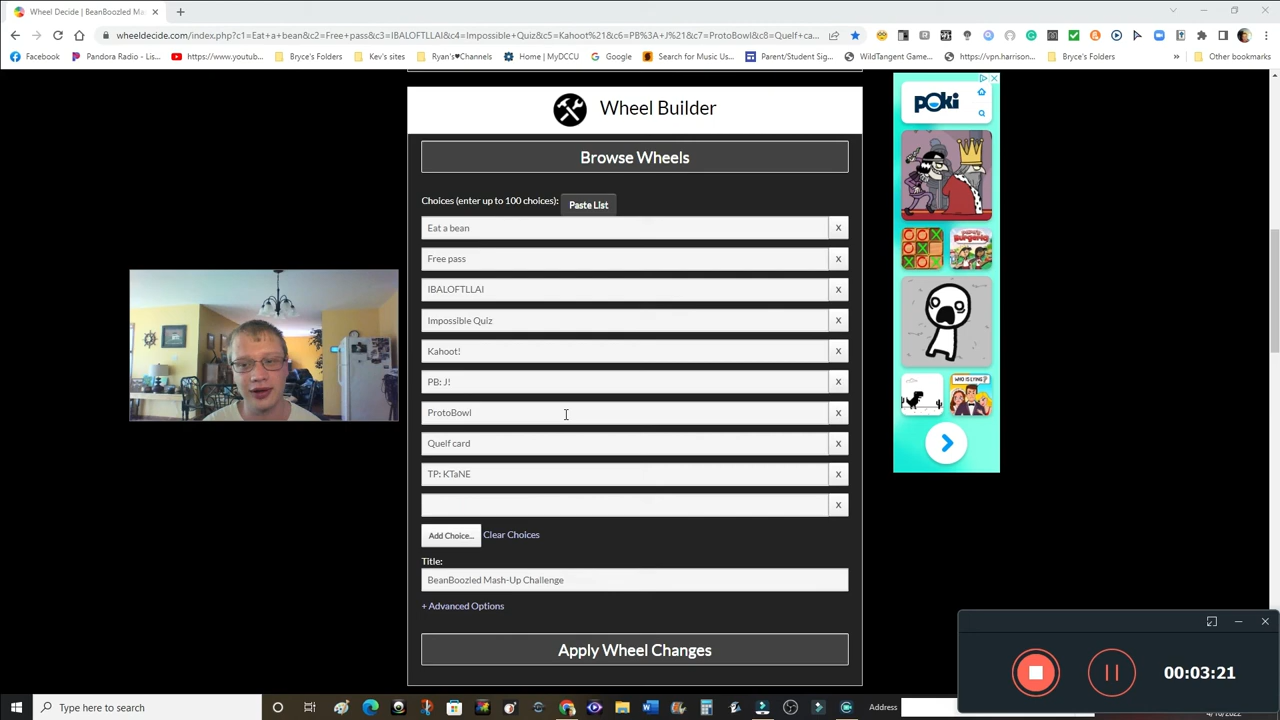 Wheel Decide | BeanBoozled Ma
wheeldecide.com/index.php?c1=Eat+a+bean&c2=Free+pass&c3=IBALOFTLLAI&c4=Impossible+Quiz&c5=Kahoot%21&c6=PB%3A+J%21&c7=ProtoBowl&c8=Quelf+ca...
Facebook Pandora Radio - Lis... https://www.youtub... Bryce's Folders Kev's sites Ryan's♥Channels Home | MyDCCU Google Search for Music Us... Parent/Student Sig... WildTangent Game... https://vpn.harrison... Bryce's Folders » Other bookmarks
Wheel Builder
Browse Wheels
Choices (enter up to 100 choices): Paste List
Eat a bean X
Free pass X
IBALOFTLLAI X
Impossible Quiz X
Kahoot! X
PB: J! X
ProtoBowl X
Quelf card X
TP: KTaNE X
X
Add Choice... Clear Choices
Title:
BeanBoozled Mash-Up Challenge
+ Advanced Options
Apply Wheel Changes
POKi
WHO IS LYING?
00:03:21
Type here to search
Address